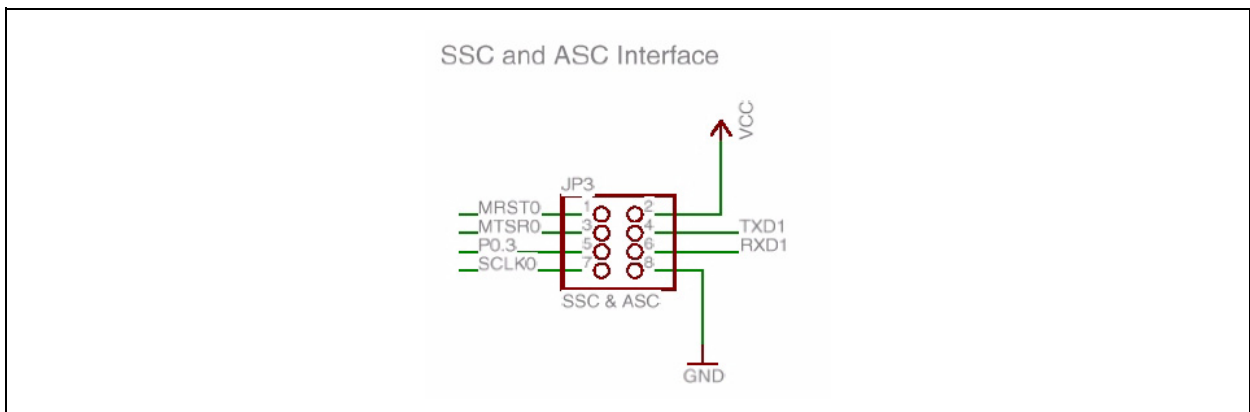 SSC and ASC Interface
VCC
JP3
MRST0 1 2
MTSR0 3 4 TXD1
P0.3 5 6 RXD1
SCLK0 7 8
SSC & ASC
GND